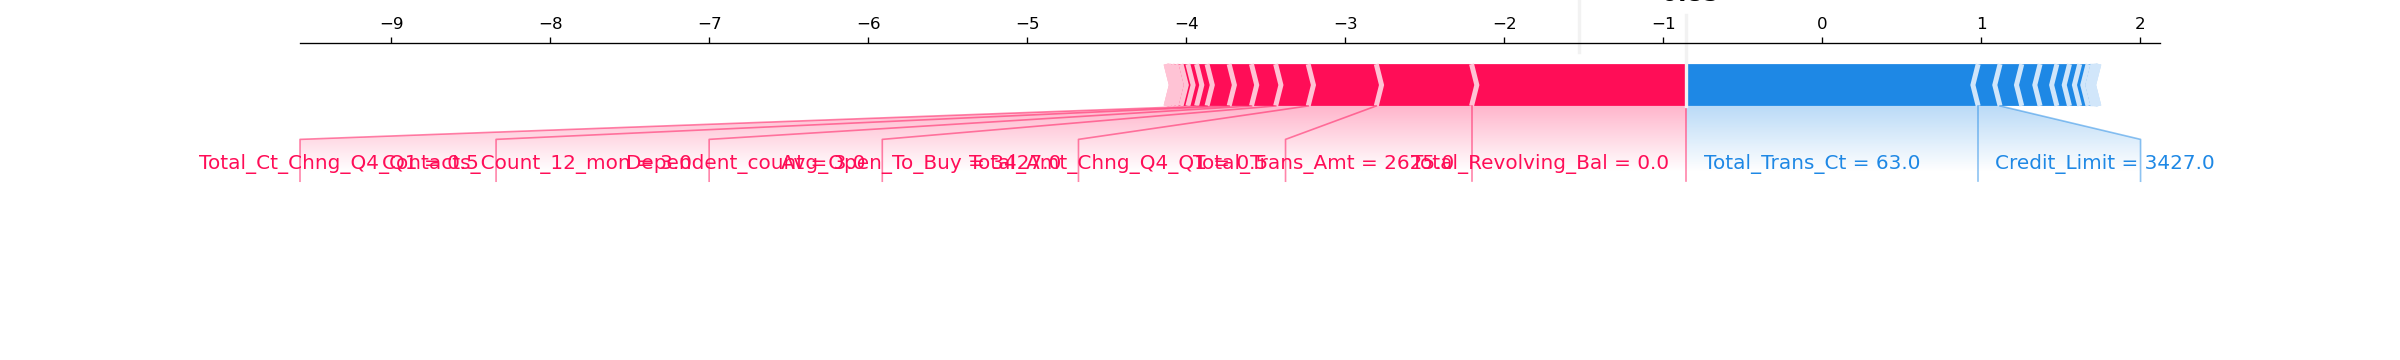 −9 −8 −7 −6 −5 −4 −3 −2 −1 0 1 2
Total_Ct_Chng_Q4_Q1 = 0.5 Contacts_Count_12_mon = 3.0 Dependent_count = 3.0 Avg_Open_To_Buy = 3427.0 Total_Amt_Chng_Q4_Q1 = 0.5 Total_Trans_Amt = 2625.0 Total_Revolving_Bal = 0.0 Total_Trans_Ct = 63.0 Credit_Limit = 3427.0